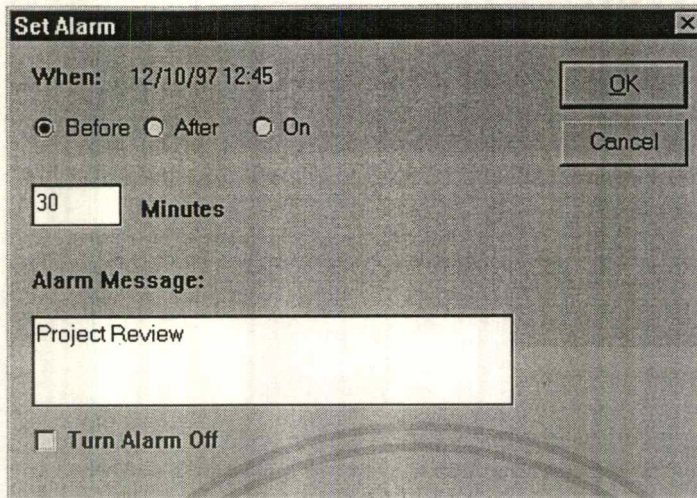 Set Alarm
When: 12/10/97 12:45
OK
Before After On
Cancel
30 Minutes
Alarm Message:
Project Review
Turn Alarm Off